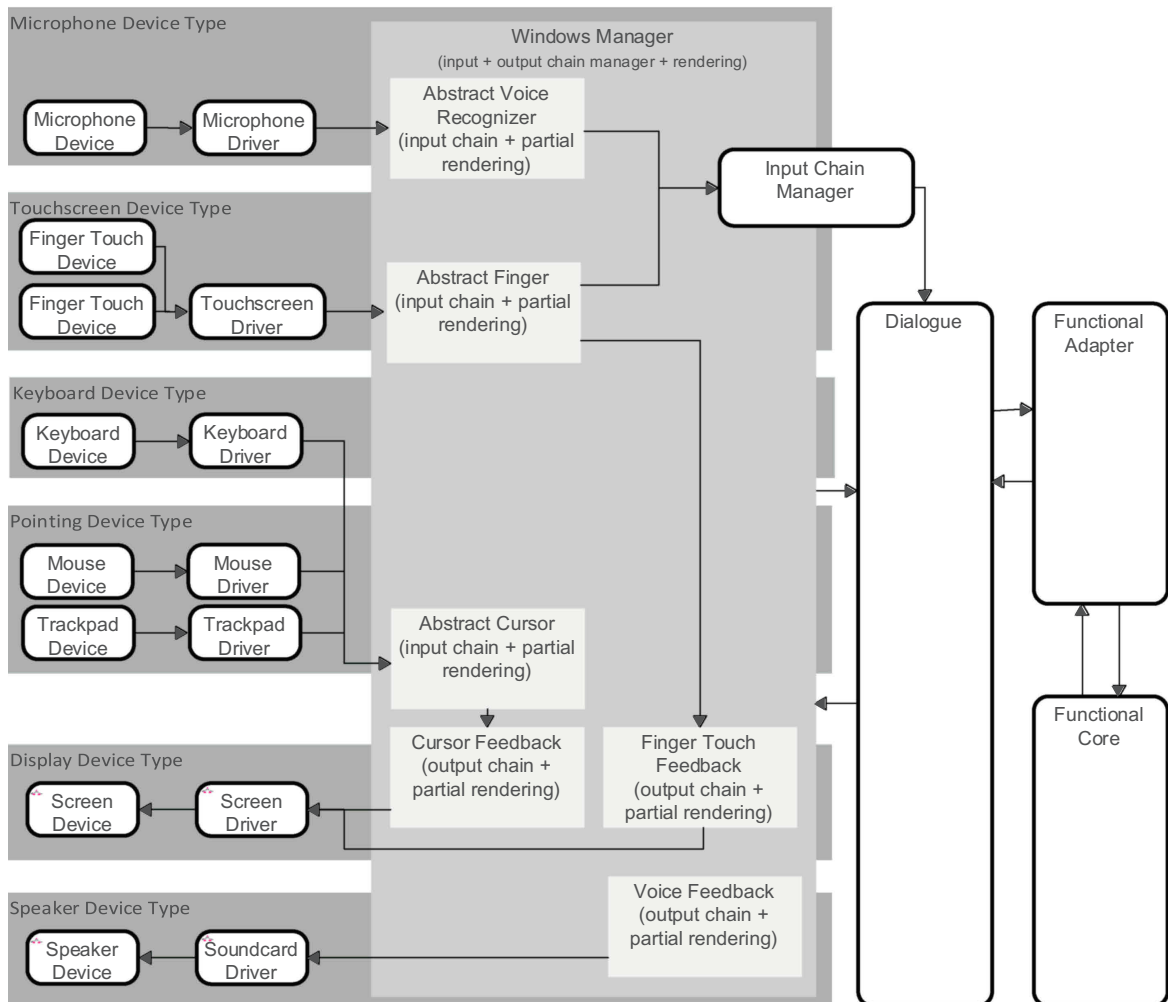 Microphone Device Type
Windows Manager
(input + output chain manager + rendering)
Microphone
Device
Microphone
Driver
Abstract Voice
Recognizer
(input chain + partial
rendering)
Input Chain
Manager
Touchscreen Device Type
Finger Touch
Device
Finger Touch
Device
Touchscreen
Driver
Abstract Finger
(input chain + partial
rendering)
Dialogue
Functional
Adapter
Keyboard Device Type
Keyboard
Device
Keyboard
Driver
Pointing Device Type
Mouse
Device
Mouse
Driver
Trackpad
Device
Trackpad
Driver
Abstract Cursor
(input chain + partial
rendering)
Functional
Core
Display Device Type
Screen
Device
Screen
Driver
Cursor Feedback
(output chain +
partial rendering)
Finger Touch
Feedback
(output chain +
partial rendering)
Speaker Device Type
Speaker
Device
Soundcard
Driver
Voice Feedback
(output chain +
partial rendering)